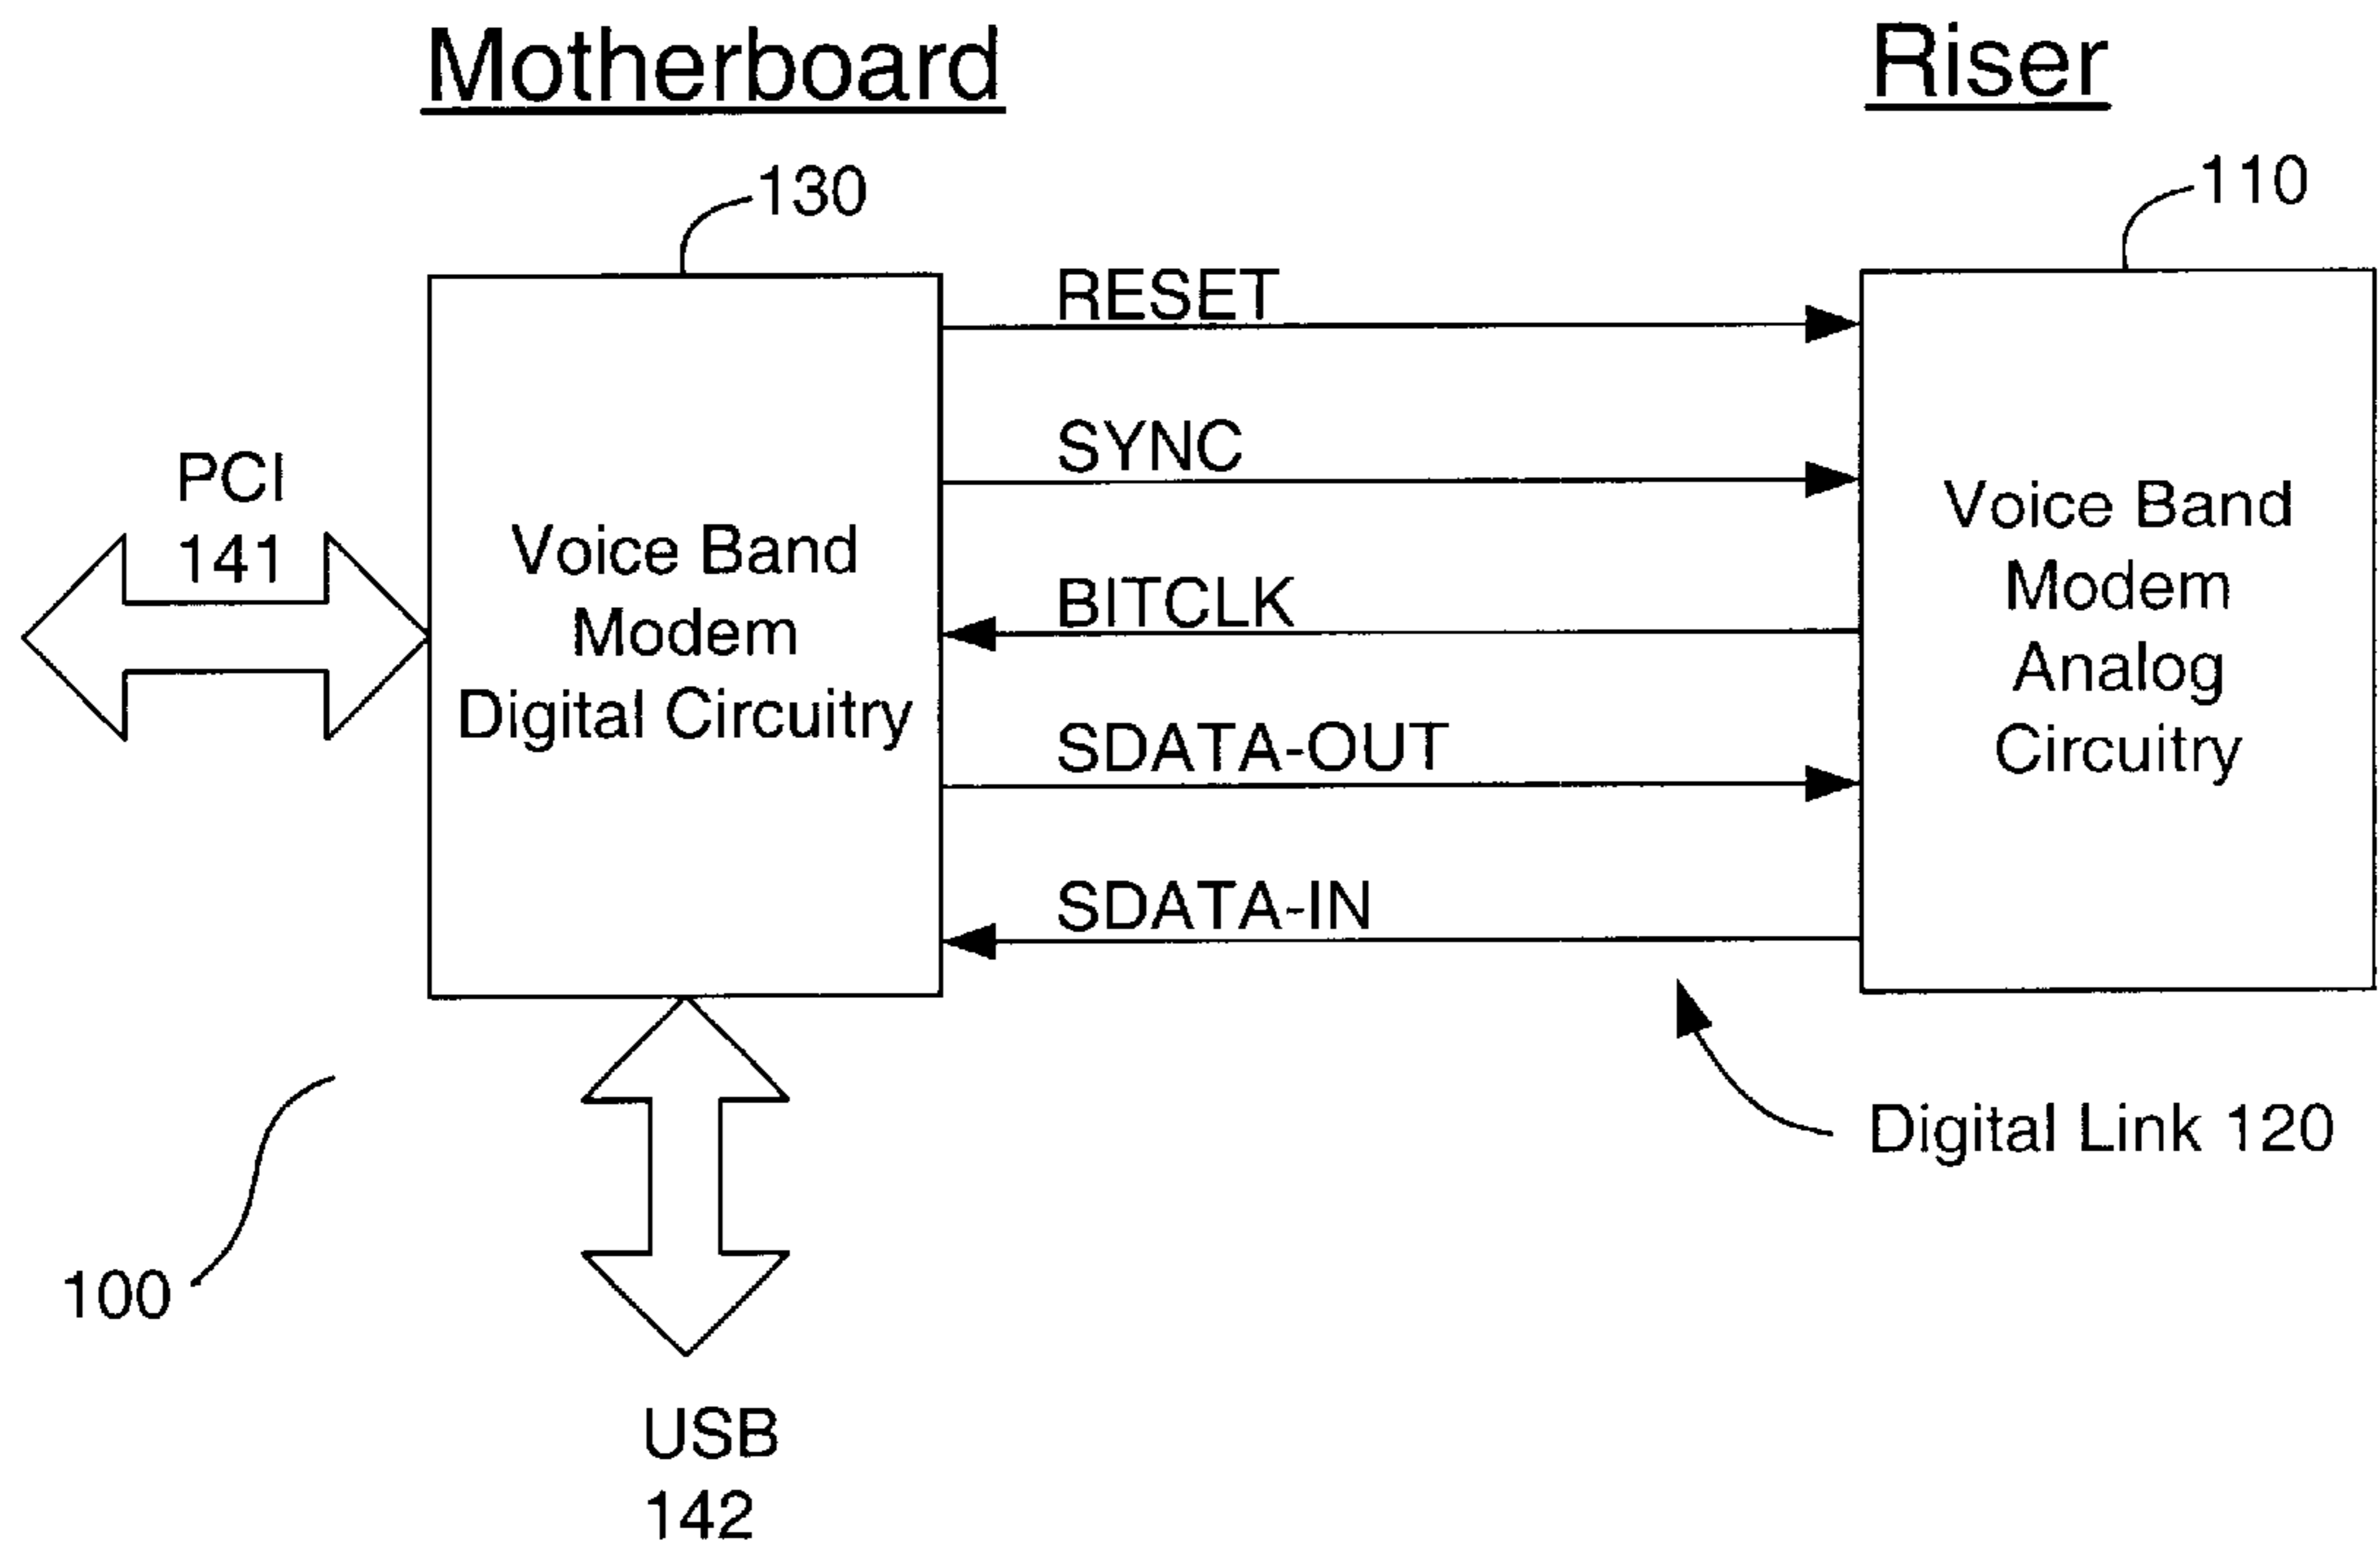 Motherboard
Riser
130
110
RESET
SYNC
PCI
141
BITCLK
Voice Band
Modem
Digital Circuitry
Voice Band
Modem
Analog
Circuitry
SDATA-OUT
SDATA-IN
Digital Link 120
100
USB
142